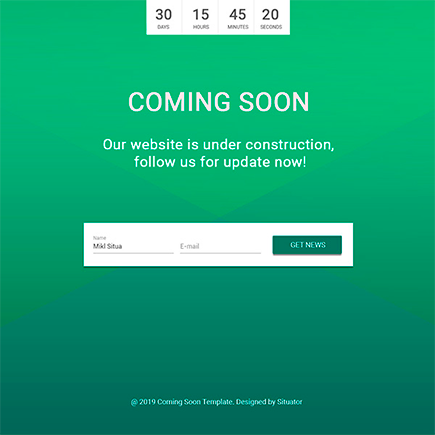 30 15 45 20
DAYS HOURS MINUTES SECONDS
COMING SOON
Our website is under construction,
follow us for update now!
Name
Mikl Situa E-mail GET NEWS
@ 2019 Coming Soon Template. Designed by Situator